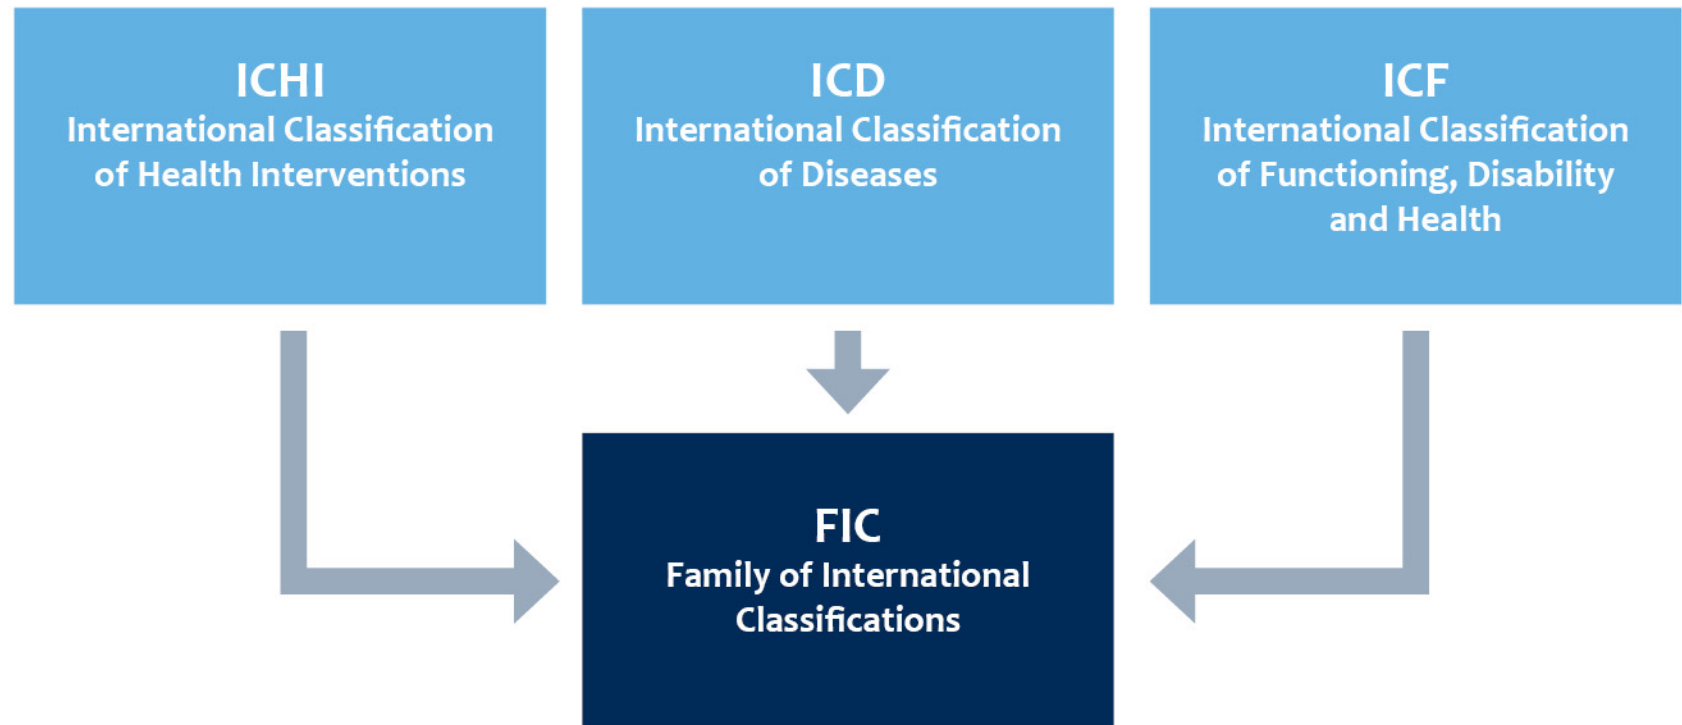 ICHI
International Classification
of Health Interventions
ICD
International Classification
of Diseases
ICF
International Classification
of Functioning, Disability
and Health
FIC
Family of International
Classifications